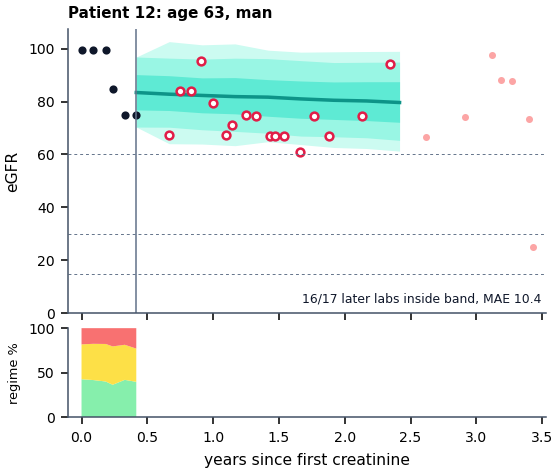 Patient 12: age 63, man
100
80
60
40
20
0
eGFR
16/17 later labs inside band, MAE 10.4
100
50
0
regime %
0.0 0.5 1.0 1.5 2.0 2.5 3.0 3.5
years since first creatinine